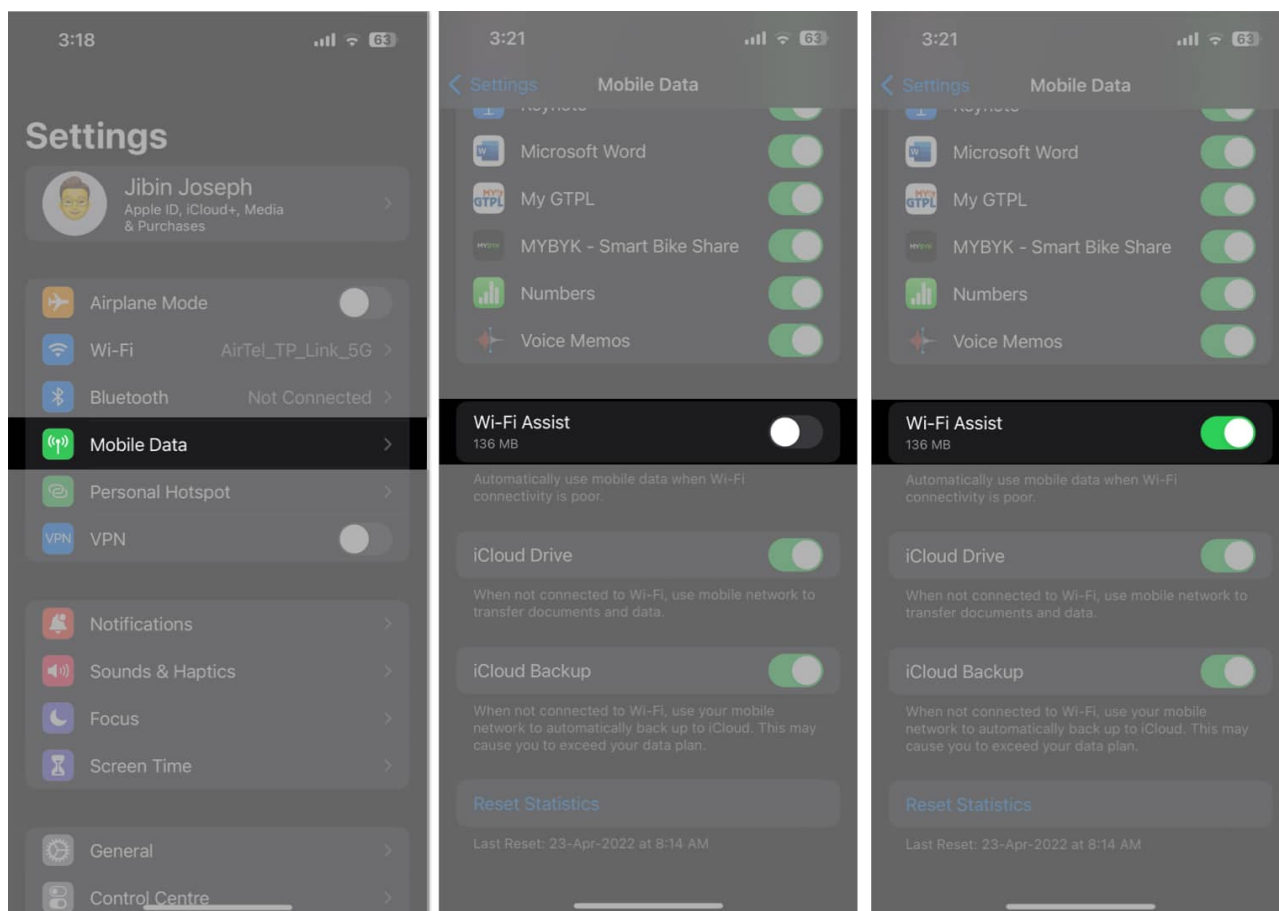 3:18
63
Settings
Jibin Joseph
Apple ID, iCloud+, Media
& Purchases
Airplane Mode
Wi-Fi AirTel_TP_Link_5G
Bluetooth Not Connected
Mobile Data
Personal Hotspot
VPN VPN
Notifications
Sounds & Haptics
Focus
Screen Time
General
Control Centre
3:21
63
Settings Mobile Data
Keynote
Microsoft Word
My GTPL
MYBYK - Smart Bike Share
Numbers
Voice Memos
Wi-Fi Assist
136 MB
Automatically use mobile data when Wi-Fi
connectivity is poor.
iCloud Drive
When not connected to Wi-Fi, use mobile network to
transfer documents and data.
iCloud Backup
When not connected to Wi-Fi, use your mobile
network to automatically back up to iCloud. This may
cause you to exceed your data plan.
Reset Statistics
Last Reset: 23-Apr-2022 at 8:14 AM
3:21
63
Settings Mobile Data
Keynote
Microsoft Word
My GTPL
MYBYK - Smart Bike Share
Numbers
Voice Memos
Wi-Fi Assist
136 MB
Automatically use mobile data when Wi-Fi
connectivity is poor.
iCloud Drive
When not connected to Wi-Fi, use mobile network to
transfer documents and data.
iCloud Backup
When not connected to Wi-Fi, use your mobile
network to automatically back up to iCloud. This may
cause you to exceed your data plan.
Reset Statistics
Last Reset: 23-Apr-2022 at 8:14 AM